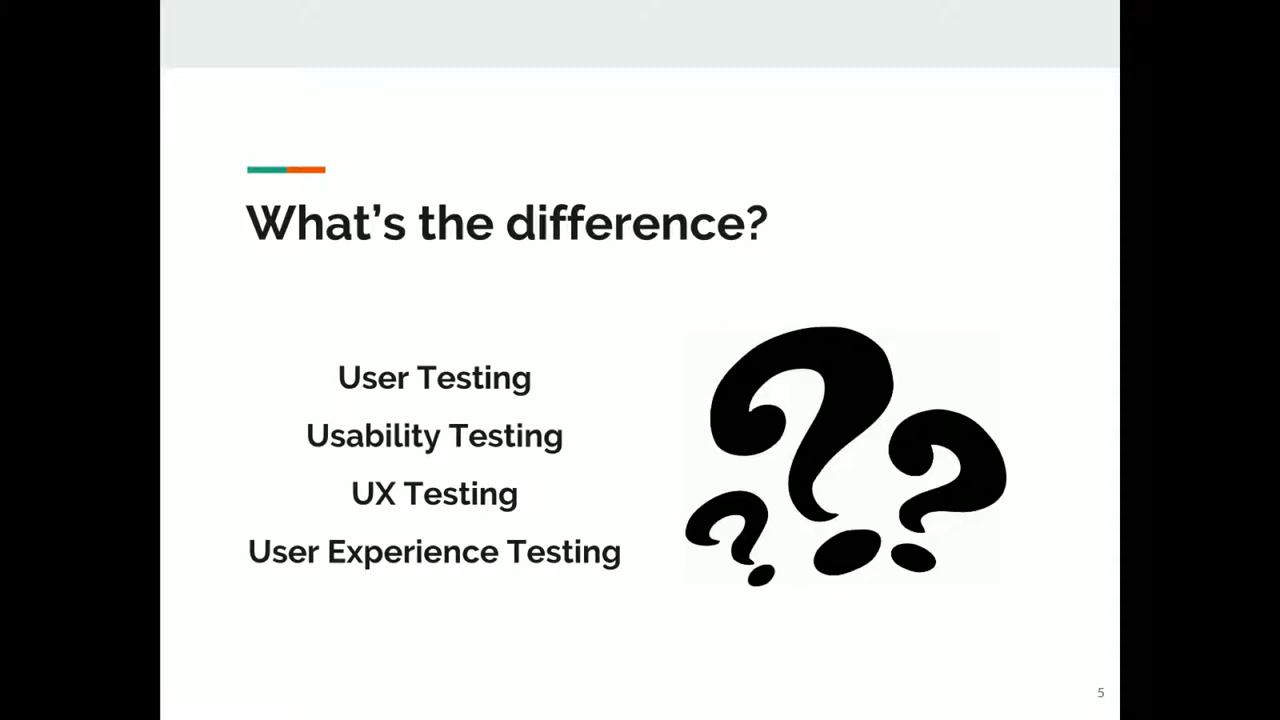 What’s the difference?
User Testing
Usability Testing
UX Testing
User Experience Testing
5